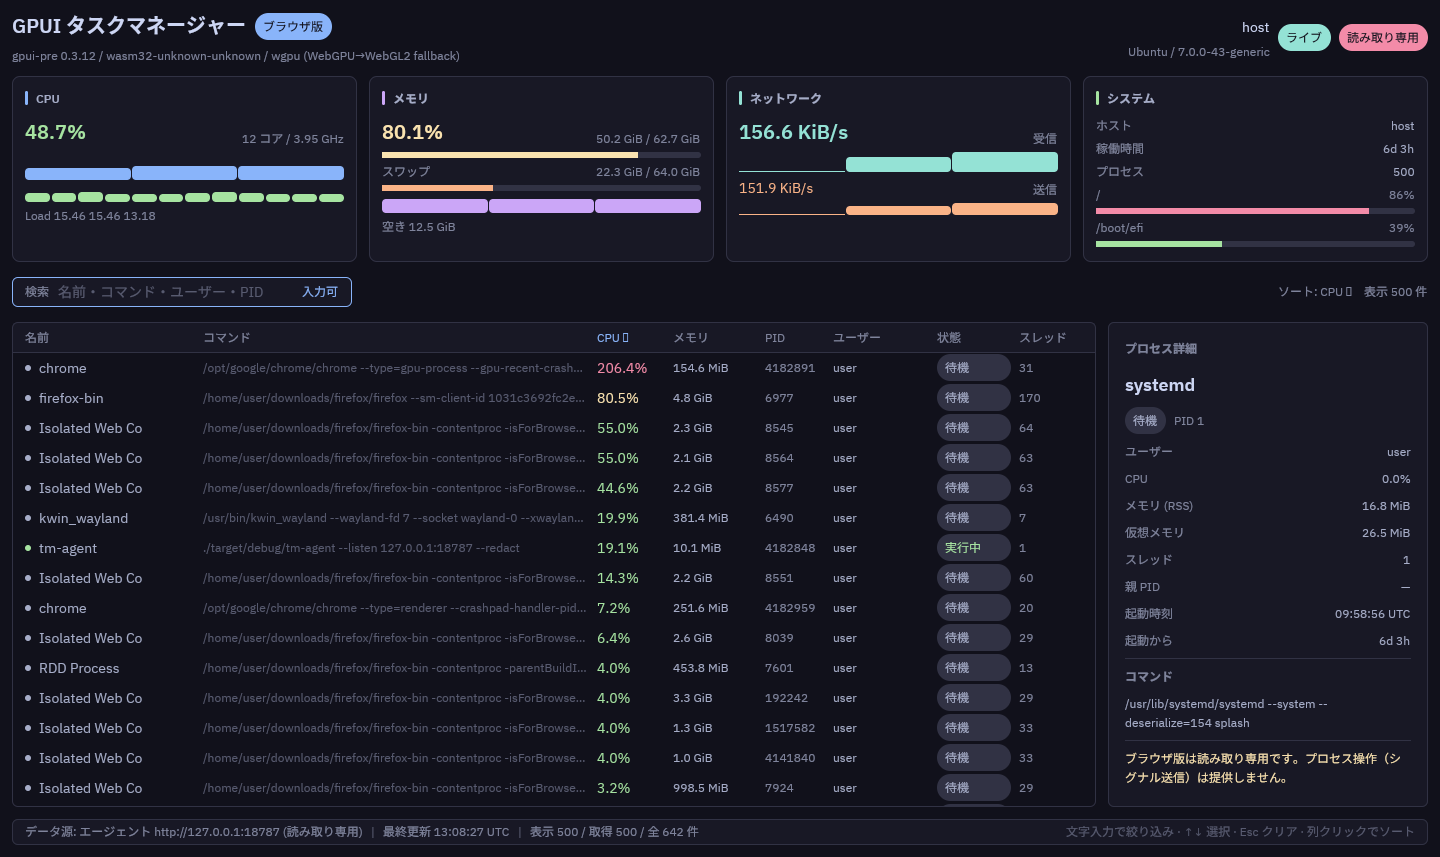 GPUI タスクマネージャー ブラウザ版
gpui-pre 0.3.12 / wasm32-unknown-unknown / wgpu (WebGPU→WebGL2 fallback)
host
Ubuntu / 7.0.0-43-generic
ライブ 読み取り専用
CPU
48.7% 12 コア / 3.95 GHz
Load 15.46 15.46 13.18
メモリ
80.1% 50.2 GiB / 62.7 GiB
スワップ 22.3 GiB / 64.0 GiB
空き 12.5 GiB
ネットワーク
156.6 KiB/s 受信
151.9 KiB/s 送信
システム
ホスト host
稼働時間 6d 3h
プロセス 500
/ 86%
/boot/efi 39%
検索 名前・コマンド・ユーザー・PID 入力可
ソート: CPU 表示 500 件
名前 コマンド CPU メモリ PID ユーザー 状態 スレッド
chrome /opt/google/chrome/chrome --type=gpu-process --gpu-recent-crash… 206.4% 154.6 MiB 4182891 user 待機 31
firefox-bin /home/user/downloads/firefox/firefox --sm-client-id 1031c3692fc2e… 80.5% 4.8 GiB 6977 user 待機 170
Isolated Web Co /home/user/downloads/firefox/firefox-bin -contentproc -isForBrowse… 55.0% 2.3 GiB 8545 user 待機 64
Isolated Web Co /home/user/downloads/firefox/firefox-bin -contentproc -isForBrowse… 55.0% 2.1 GiB 8564 user 待機 63
Isolated Web Co /home/user/downloads/firefox/firefox-bin -contentproc -isForBrowse… 44.6% 2.2 GiB 8577 user 待機 63
kwin_wayland /usr/bin/kwin_wayland --wayland-fd 7 --socket wayland-0 --xwaylan… 19.9% 381.4 MiB 6490 user 待機 7
tm-agent ./target/debug/tm-agent --listen 127.0.0.1:18787 --redact 19.1% 10.1 MiB 4182848 user 実行中 1
Isolated Web Co /home/user/downloads/firefox/firefox-bin -contentproc -isForBrowse… 14.3% 2.2 GiB 8551 user 待機 60
chrome /opt/google/chrome/chrome --type=renderer --crashpad-handler-pid… 7.2% 251.6 MiB 4182959 user 待機 20
Isolated Web Co /home/user/downloads/firefox/firefox-bin -contentproc -isForBrowse… 6.4% 2.6 GiB 8039 user 待機 29
RDD Process /home/user/downloads/firefox/firefox-bin -contentproc -parentBuildI… 4.0% 453.8 MiB 7601 user 待機 13
Isolated Web Co /home/user/downloads/firefox/firefox-bin -contentproc -isForBrowse… 4.0% 3.3 GiB 192242 user 待機 29
Isolated Web Co /home/user/downloads/firefox/firefox-bin -contentproc -isForBrowse… 4.0% 1.3 GiB 1517582 user 待機 33
Isolated Web Co /home/user/downloads/firefox/firefox-bin -contentproc -isForBrowse… 4.0% 1.0 GiB 4141840 user 待機 33
Isolated Web Co /home/user/downloads/firefox/firefox-bin -contentproc -isForBrowse… 3.2% 998.5 MiB 7924 user 待機 29
プロセス詳細
systemd
待機 PID 1
ユーザー user
CPU 0.0%
メモリ (RSS) 16.8 MiB
仮想メモリ 26.5 MiB
スレッド 1
親 PID —
起動時刻 09:58:56 UTC
起動から 6d 3h
コマンド
/usr/lib/systemd/systemd --system --
deserialize=154 splash
ブラウザ版は読み取り専用です。プロセス操作（シ
グナル送信）は提供しません。
データ源: エージェント http://127.0.0.1:18787 (読み取り専用) | 最終更新 13:08:27 UTC | 表示 500 / 取得 500 / 全 642 件
文字入力で絞り込み · ↑↓ 選択 · Esc クリア · 列クリックでソート